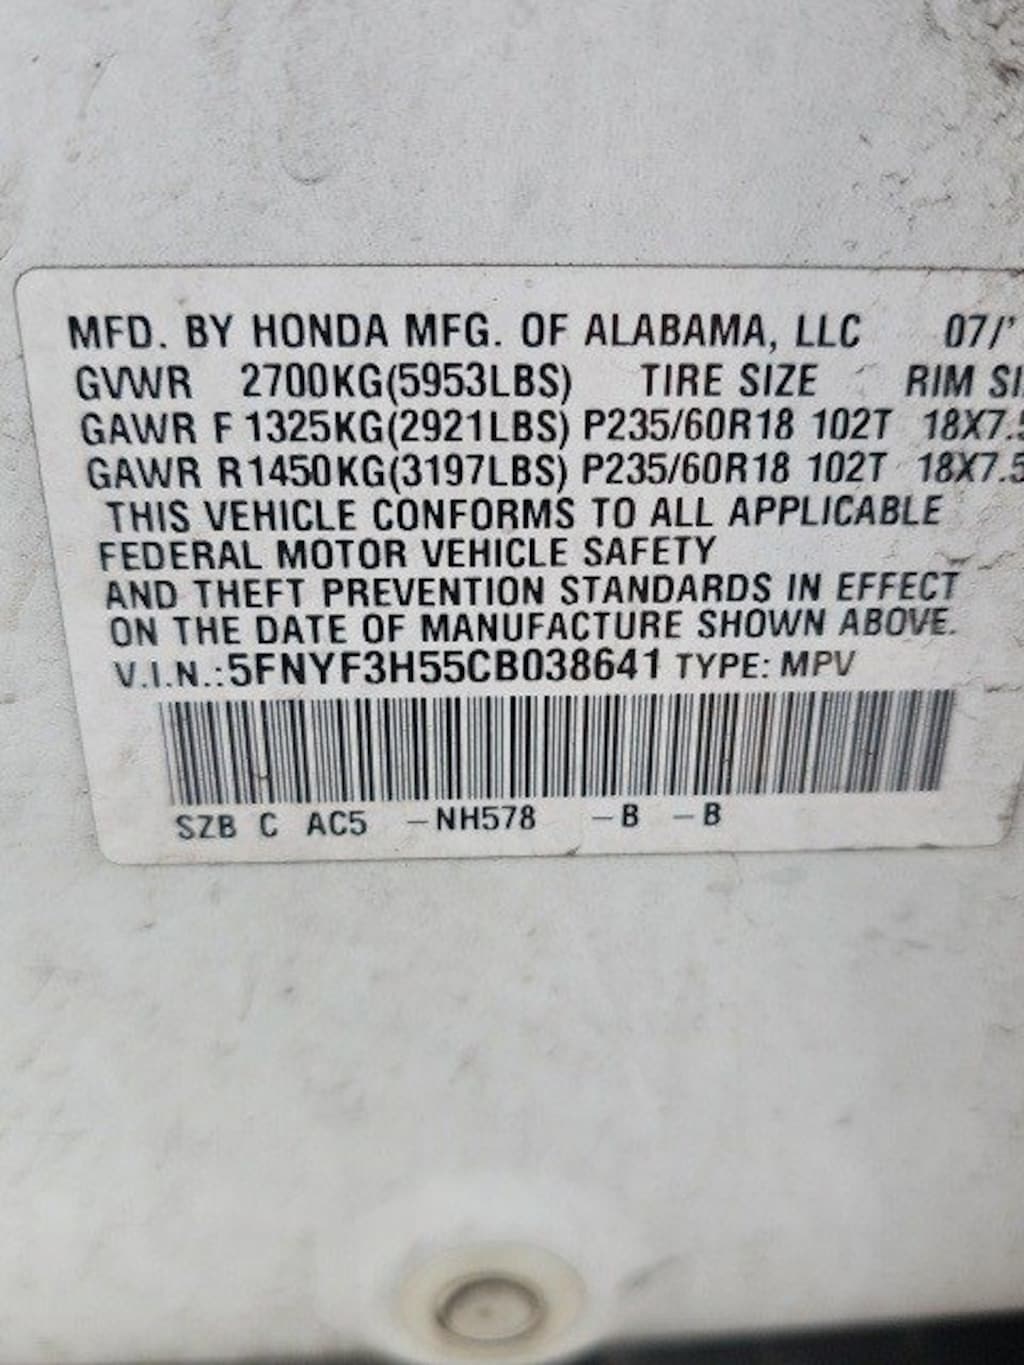 MFD. BY HONDA MFG. OF ALABAMA, LLC 07/
GVWR 2700KG(5953LBS) TIRE SIZE RIM
GAWR F 1325KG(2921LBS) P235/60R18 102T 18X7.5
GAWR R 1450KG(3197LBS) P235/60R18 102T 18X7.5
THIS VEHICLE CONFORMS TO ALL APPLICABLE
FEDERAL MOTOR VEHICLE SAFETY
AND THEFT PREVENTION STANDARDS IN EFFECT
ON THE DATE OF MANUFACTURE SHOWN ABOVE.
V.I.N.:5FNYF3H55CB038641 TYPE: MPV
SZB C AC5 -NH578 -B -B